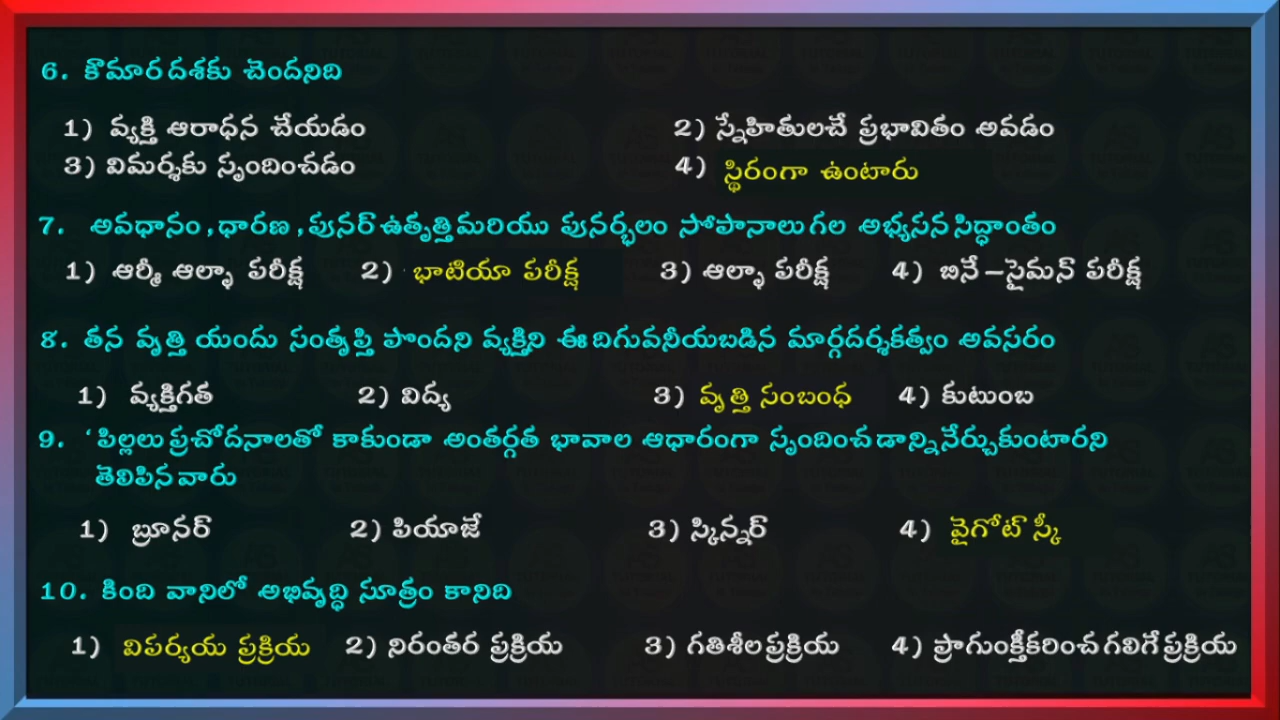 6. కౌమారదశకు చెందనిది
1) వ్యక్తి ఆరాధన చేయడం 2) స్నేహితులచే ప్రభావితం అవడం
3) విమర్శకు స్పందించడం 4) స్థిరంగా ఉంటారు
7. అవధానం, ధారణ, పునర్ఉత్పత్తి మరియు పునర్బలం సోపానాలు గల అభ్యసన సిద్ధాంతం
1) ఆర్మీ ఆల్ఫా పరీక్ష 2) భాటియా పరీక్ష 3) ఆల్ఫా పరీక్ష 4) బినే-సైమన్ పరీక్ష
8. తన వృత్తి యందు సంతృప్తి పొందని వ్యక్తిని ఈ దిగువనీయబడిన మార్గదర్శకత్వం అవసరం
1) వ్యక్తిగత 2) విద్య 3) వృత్తి సంబంధ 4) కుటుంబ
9. 'పిల్లలు ప్రచోదనాలతో కాకుండా అంతర్గత భావాల ఆధారంగా స్పందించడాన్ని నేర్చుకుంటారని
తెలిపిన వారు
1) బ్రూనర్ 2) పియాజే 3) స్కిన్నర్ 4) వైగోట్ స్కీ
10. కింది వానిలో అభివృద్ధి సూత్రం కానిది
1) విపర్యయ ప్రక్రియ 2) నిరంతర ప్రక్రియ 3) గతిశీల ప్రక్రియ 4) ప్రాగుంక్తీకరించగలిగే ప్రక్రియ